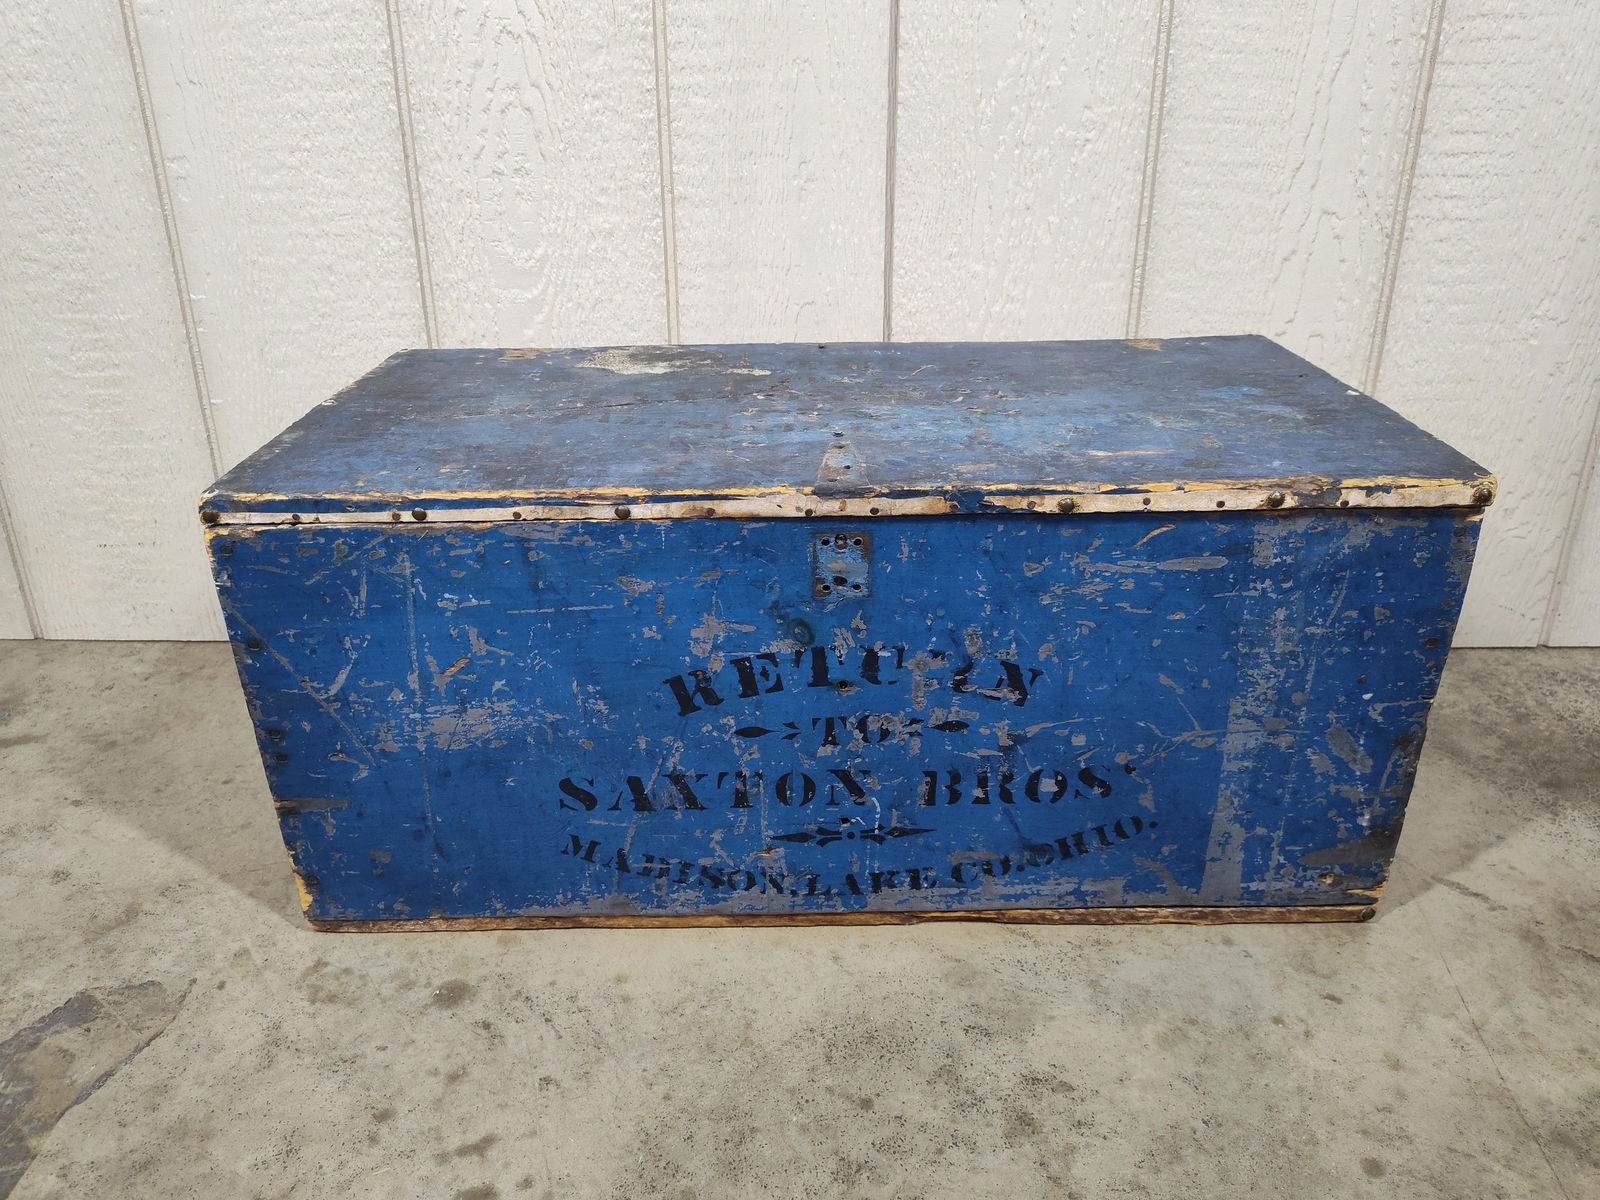 RETURN
TO
SAXTON BROS'
MADISON, LAKE CO. OHIO.